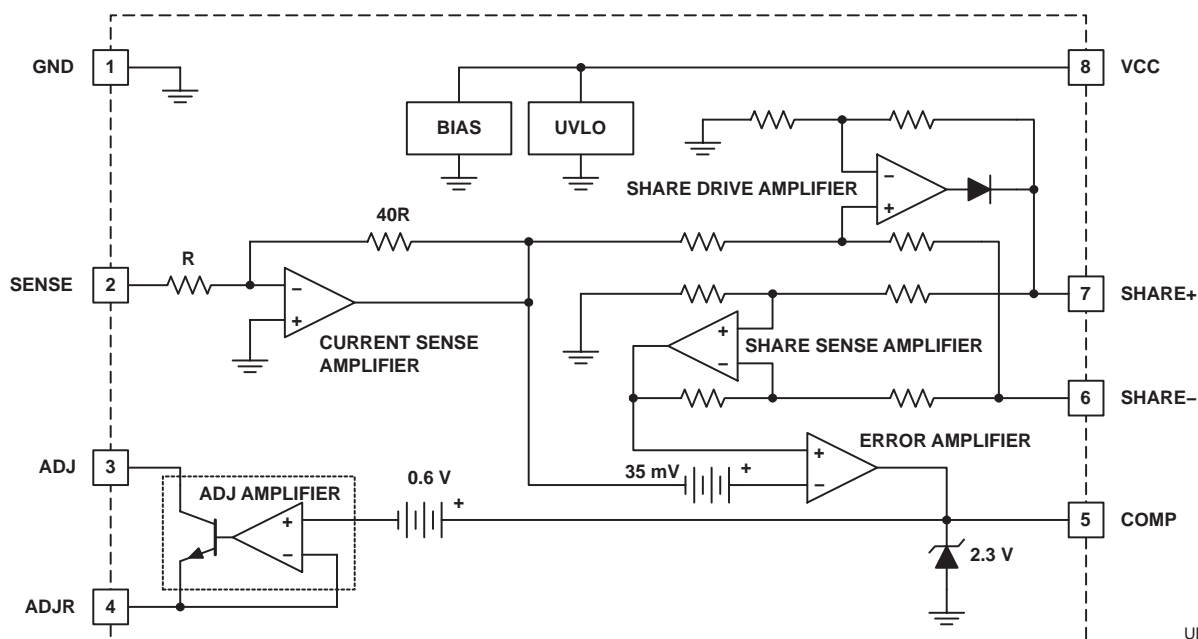 GND 1
8 VCC
BIAS
UVLO
−
+
SHARE DRIVE AMPLIFIER
40R
R
SENSE 2
−
+
CURRENT SENSE
AMPLIFIER
7 SHARE+
+
−
SHARE SENSE AMPLIFIER
6 SHARE−
ERROR AMPLIFIER
+
−
35 mV
+
ADJ 3
ADJ AMPLIFIER
0.6 V
+
+
−
5 COMP
2.3 V
ADJR 4